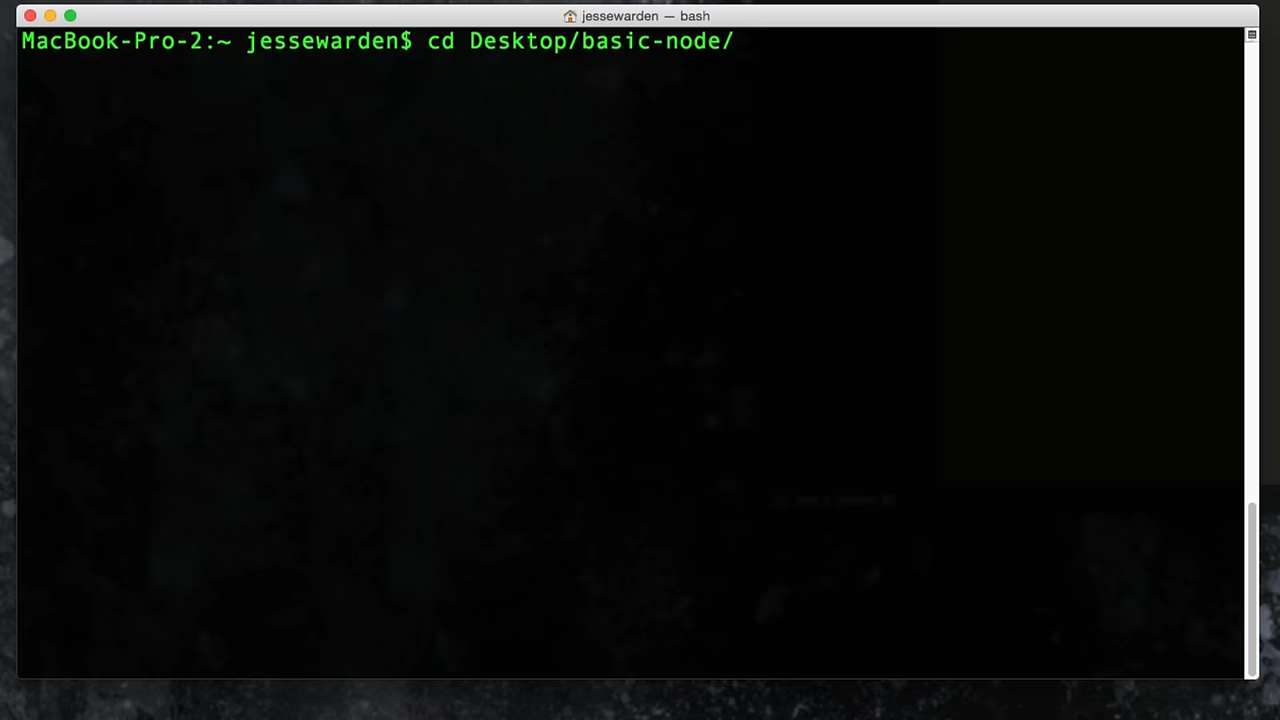 jessewarden — bash
MacBook-Pro-2:~ jessewarden$ cd Desktop/basic-node/